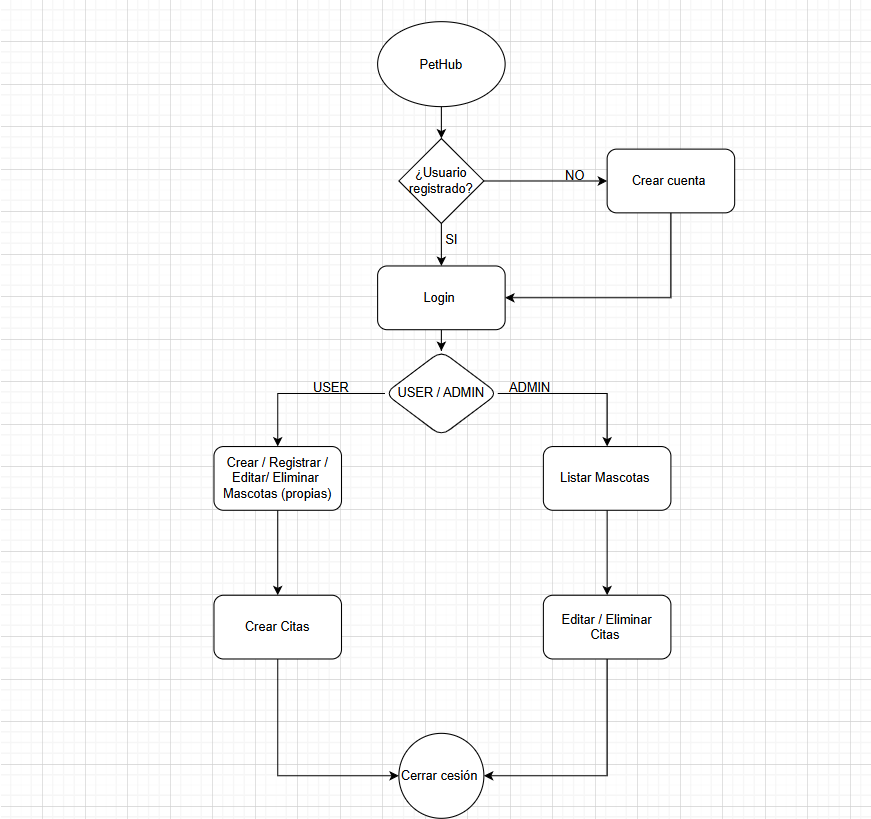 PetHub
¿Usuario
registrado?
NO
Crear cuenta
SI
Login
USER
USER / ADMIN
ADMIN
Crear / Registrar /
Editar/ Eliminar
Mascotas (propias)
Listar Mascotas
Crear Citas
Editar / Eliminar
Citas
Cerrar cesión